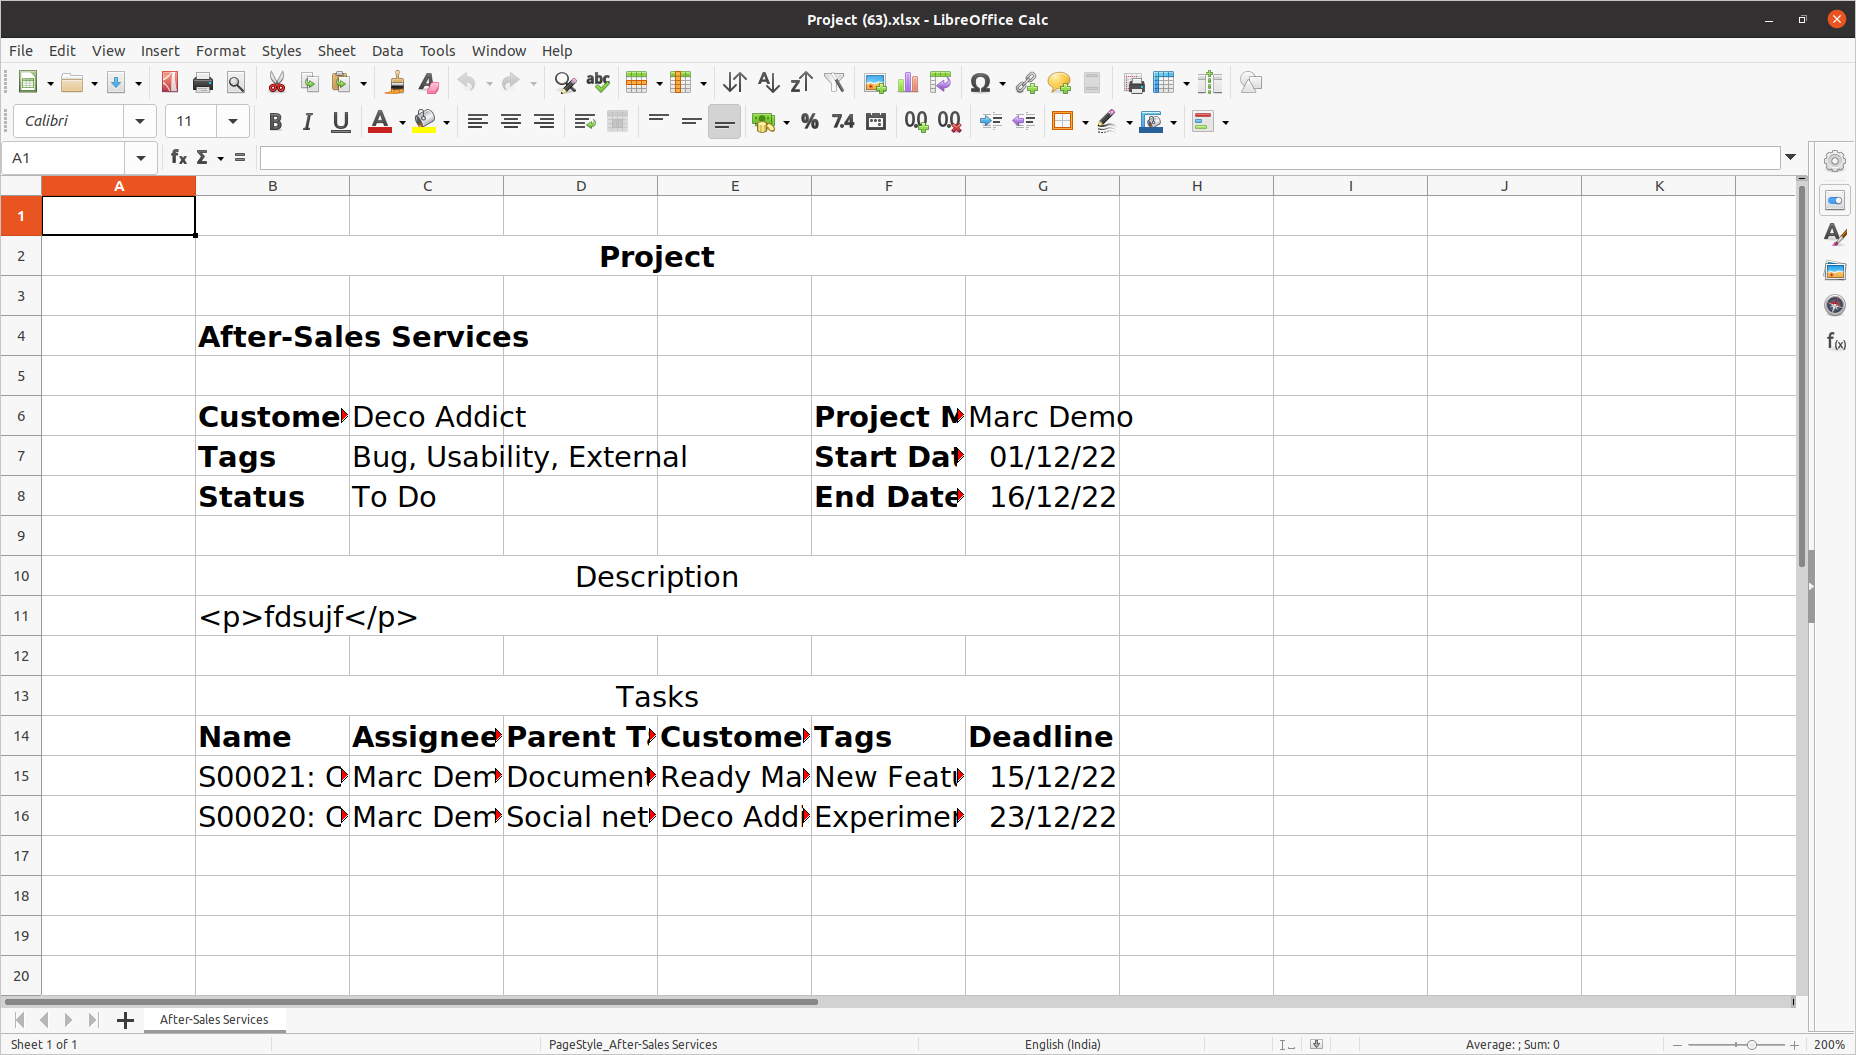 Project (63).xlsx - LibreOffice Calc
File Edit View Insert Format Styles Sheet Data Tools Window Help
Calibri 11
A1
A B C D E F G H I J K
1
2 Project
3
4 After-Sales Services
5
6 Custome Deco Addict Project M Marc Demo
7 Tags Bug, Usability, External Start Dat 01/12/22
8 Status To Do End Date 16/12/22
9
10 Description
11 <p>fdsujf</p>
12
13 Tasks
14 Name Assignee Parent T Custome Tags Deadline
15 S00021: C Marc Dem Document Ready Ma New Featu 15/12/22
16 S00020: C Marc Dem Social net Deco Addi Experimen 23/12/22
17
18
19
20
After-Sales Services
Sheet 1 of 1 PageStyle_After-Sales Services English (India) Average: ; Sum: 0 200%